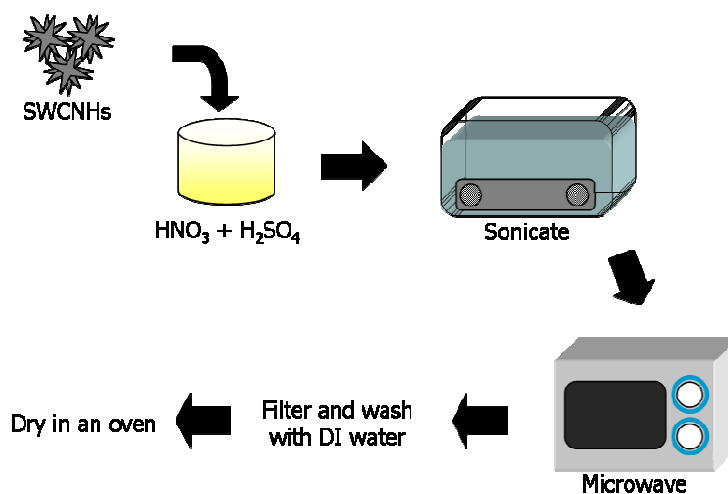 SWCNHs
HNO₃ + H₂SO₄
Sonicate
Microwave
Filter and wash
with DI water
Dry in an oven